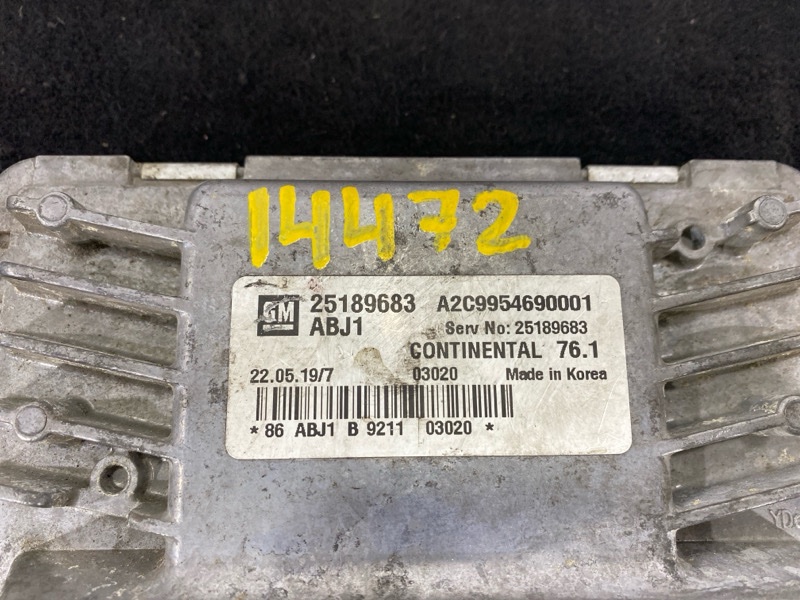 14472
GM 25189683 A2C9954690001
ABJ1 Serv No: 25189683
CONTINENTAL 76.1
22.05.19/7 03020 Made in Korea
* 86 ABJ1 B 9211 03020 *